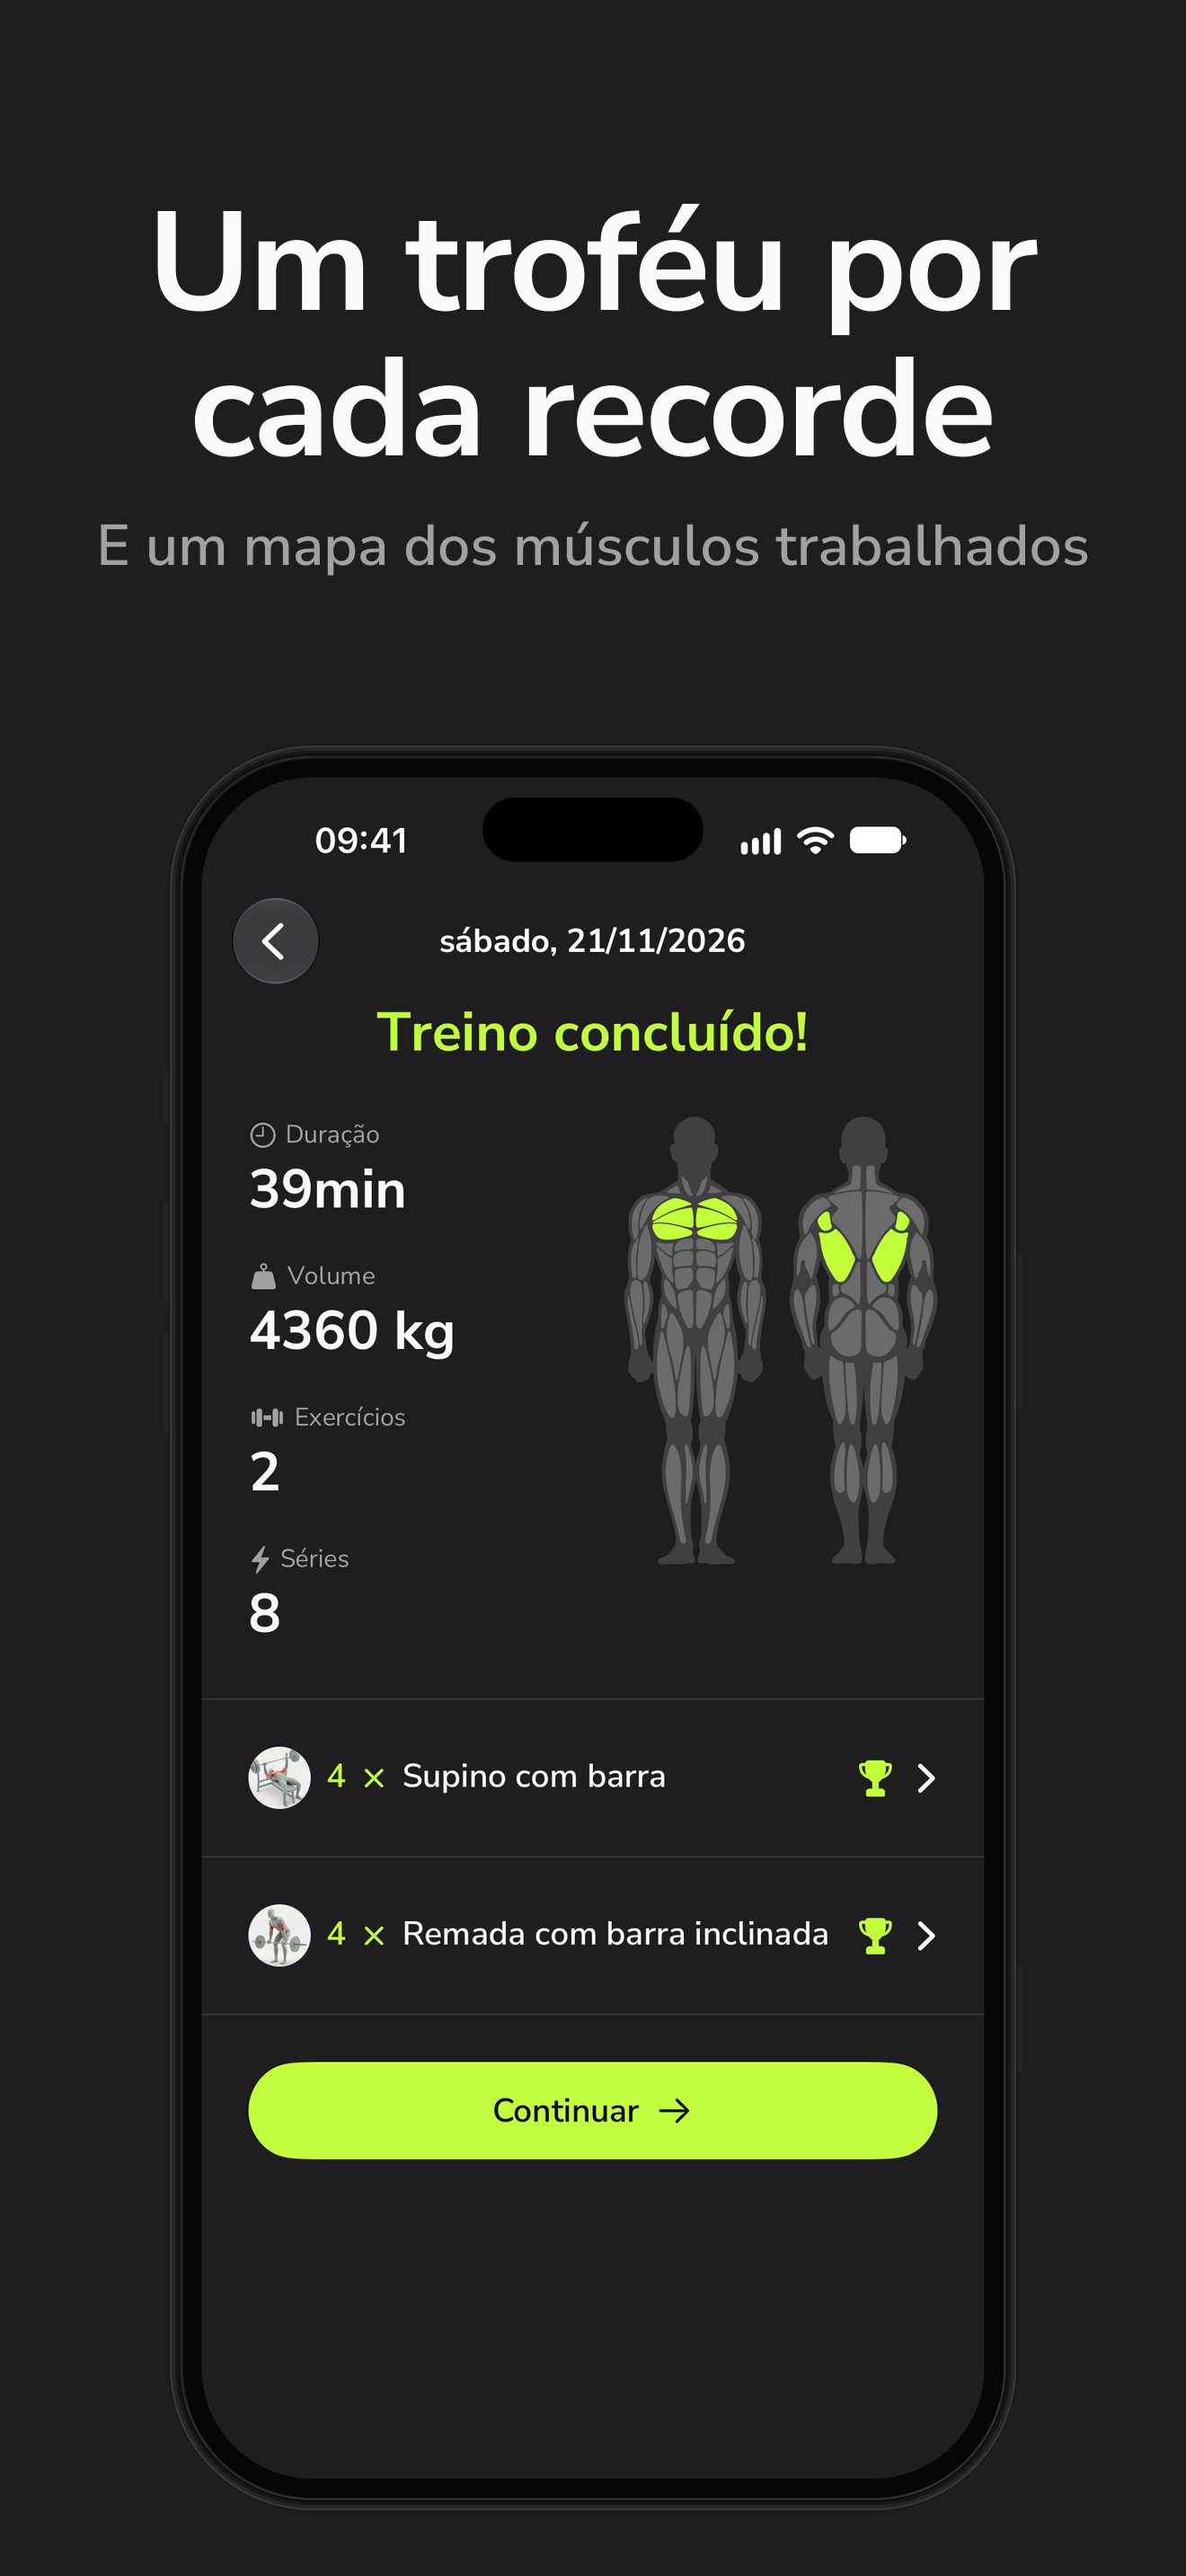 Um troféu por
cada recorde
E um mapa dos músculos trabalhados
09:41
sábado, 21/11/2026
Treino concluído!
Duração
39min
Volume
4360 kg
Exercícios
2
Séries
8
4 × Supino com barra
4 × Remada com barra inclinada
Continuar →